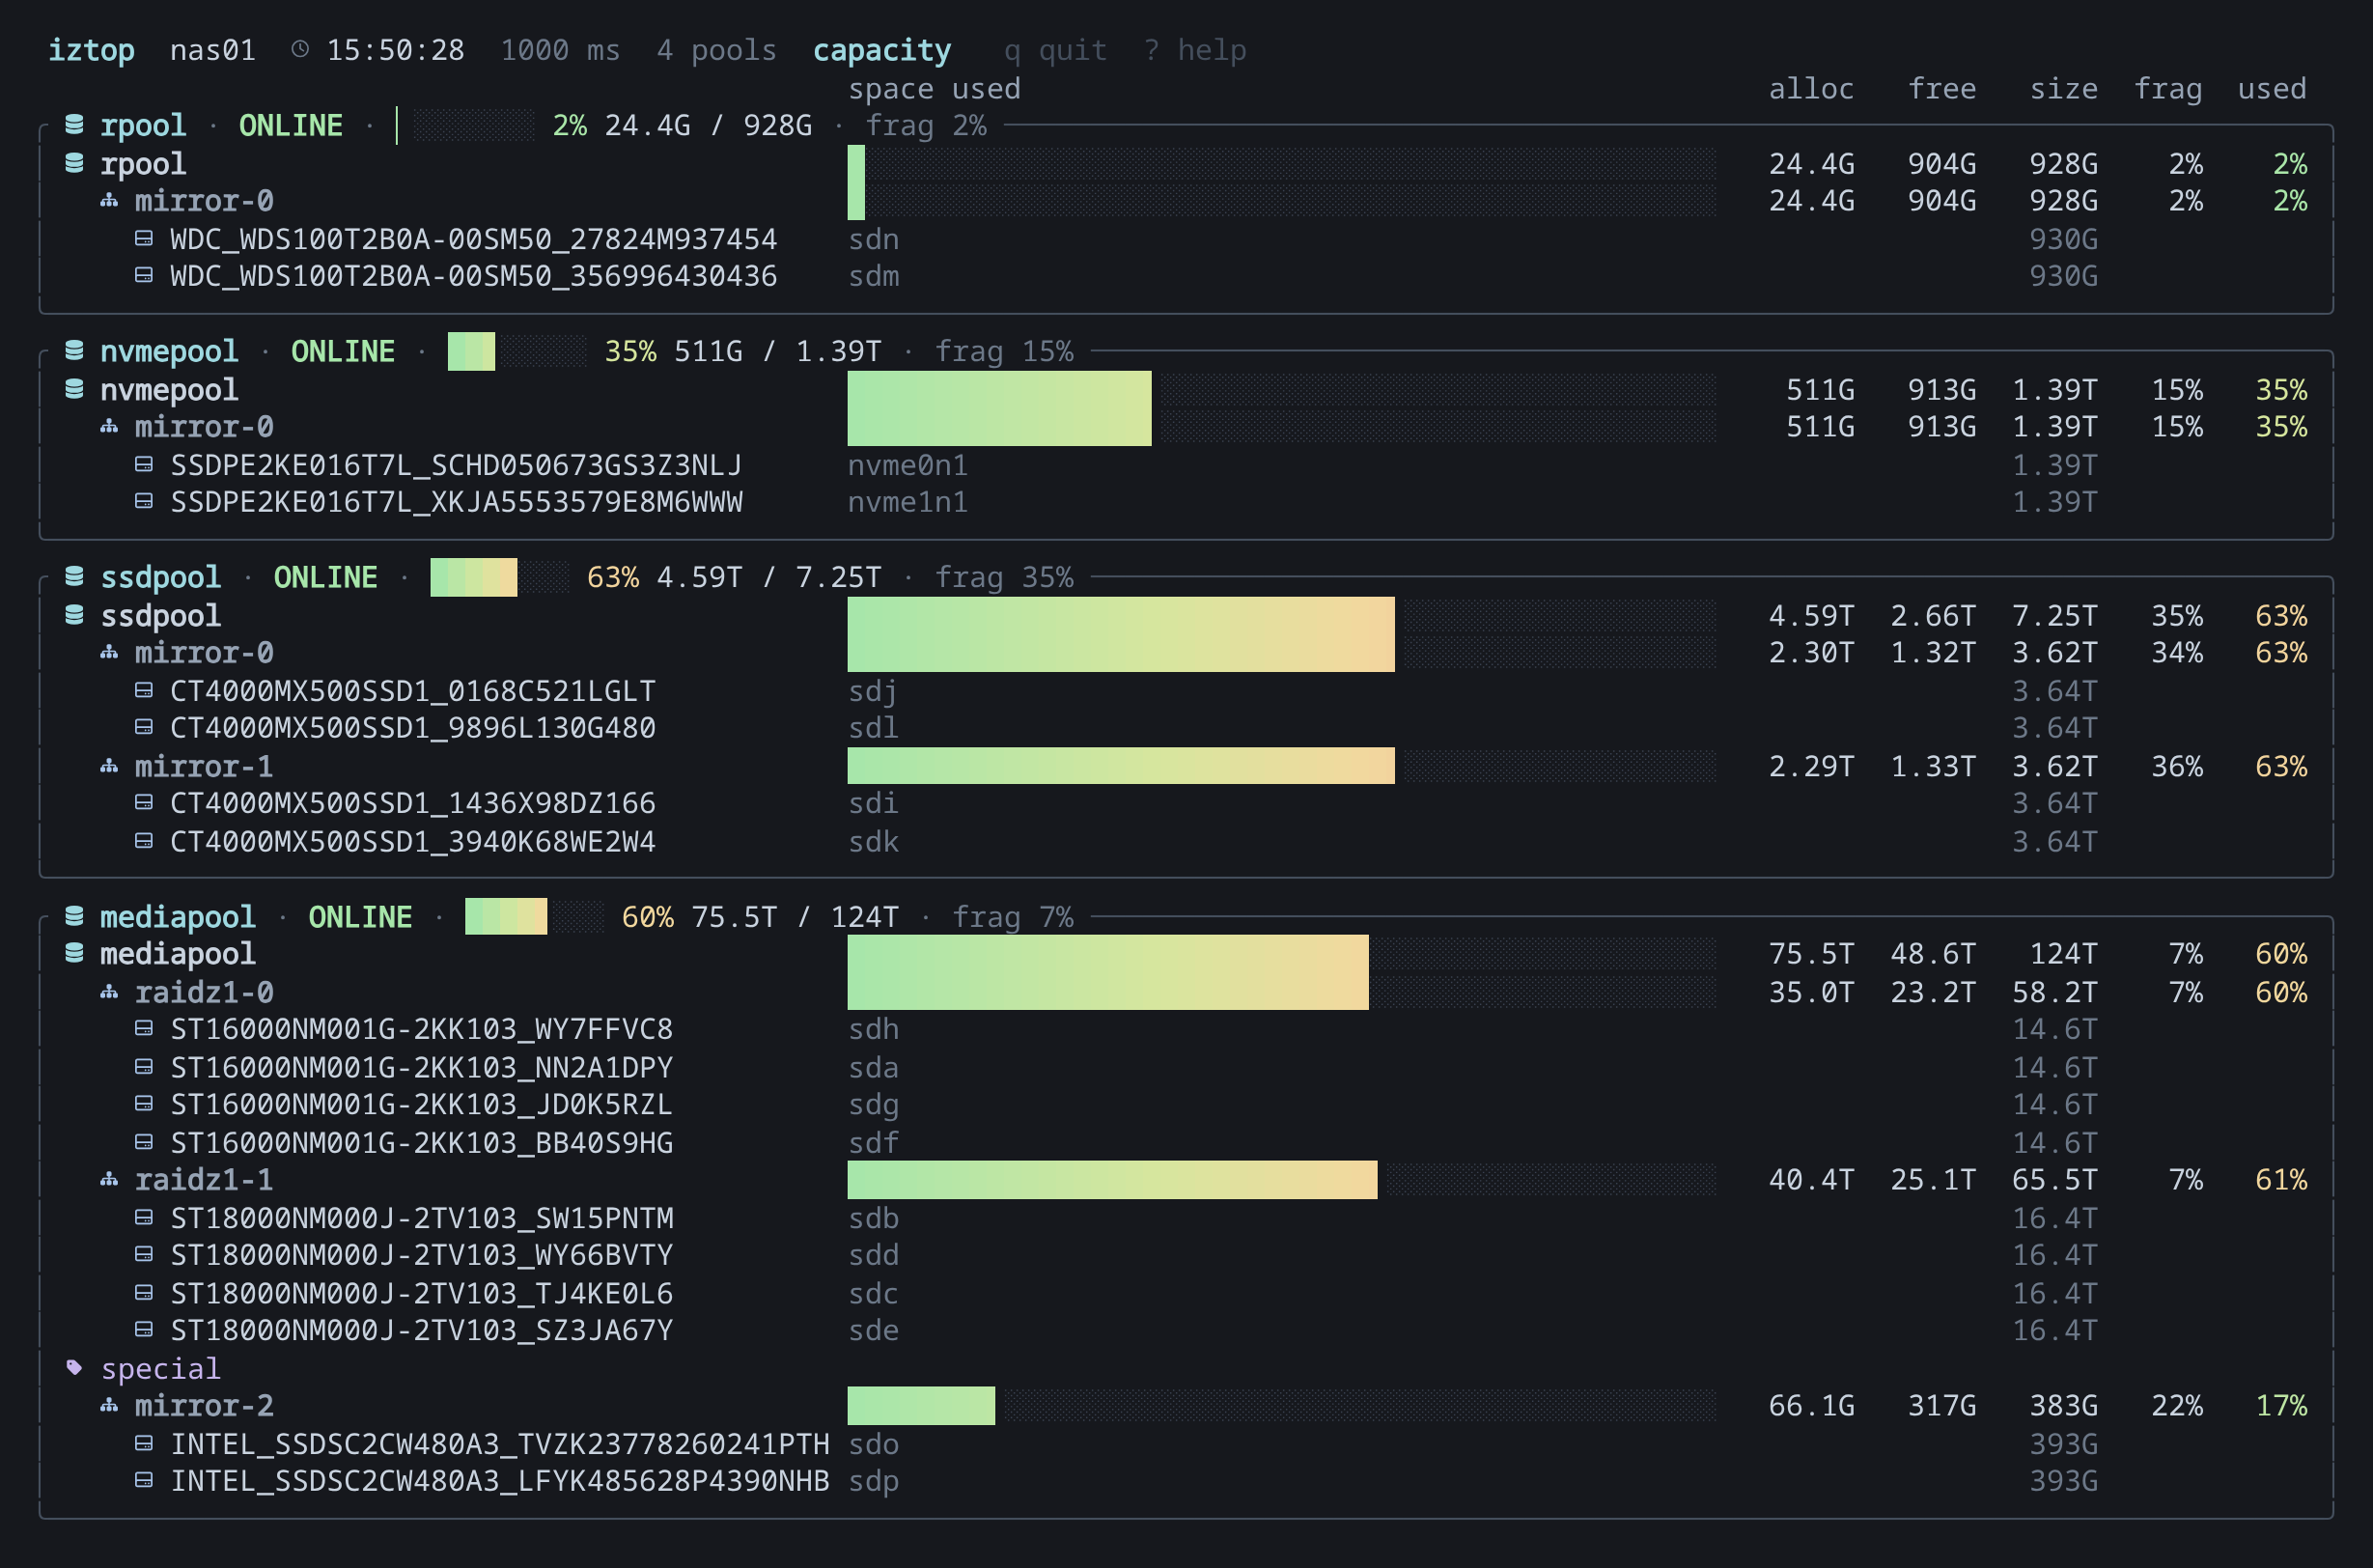 iztop nas01 15:50:28 1000 ms 4 pools capacity q quit ? help
space used alloc free size frag used
rpool · ONLINE · 2% 24.4G / 928G · frag 2%
rpool 24.4G 904G 928G 2% 2%
mirror-0 24.4G 904G 928G 2% 2%
WDC_WDS100T2B0A-00SM50_27824M937454 sdn 930G
WDC_WDS100T2B0A-00SM50_356996430436 sdm 930G
nvmepool · ONLINE · 35% 511G / 1.39T · frag 15%
nvmepool 511G 913G 1.39T 15% 35%
mirror-0 511G 913G 1.39T 15% 35%
SSDPE2KE016T7L_SCHD050673GS3Z3NLJ nvme0n1 1.39T
SSDPE2KE016T7L_XKJA5553579E8M6WWW nvme1n1 1.39T
ssdpool · ONLINE · 63% 4.59T / 7.25T · frag 35%
ssdpool 4.59T 2.66T 7.25T 35% 63%
mirror-0 2.30T 1.32T 3.62T 34% 63%
CT4000MX500SSD1_0168C521LGLT sdj 3.64T
CT4000MX500SSD1_9896L130G480 sdl 3.64T
mirror-1 2.29T 1.33T 3.62T 36% 63%
CT4000MX500SSD1_1436X98DZ166 sdi 3.64T
CT4000MX500SSD1_3940K68WE2W4 sdk 3.64T
mediapool · ONLINE · 60% 75.5T / 124T · frag 7%
mediapool 75.5T 48.6T 124T 7% 60%
raidz1-0 35.0T 23.2T 58.2T 7% 60%
ST16000NM001G-2KK103_WY7FFVC8 sdh 14.6T
ST16000NM001G-2KK103_NN2A1DPY sda 14.6T
ST16000NM001G-2KK103_JD0K5RZL sdg 14.6T
ST16000NM001G-2KK103_BB40S9HG sdf 14.6T
raidz1-1 40.4T 25.1T 65.5T 7% 61%
ST18000NM000J-2TV103_SW15PNTM sdb 16.4T
ST18000NM000J-2TV103_WY66BVTY sdd 16.4T
ST18000NM000J-2TV103_TJ4KE0L6 sdc 16.4T
ST18000NM000J-2TV103_SZ3JA67Y sde 16.4T
special
mirror-2 66.1G 317G 383G 22% 17%
INTEL_SSDSC2CW480A3_TVZK23778260241PTH sdo 393G
INTEL_SSDSC2CW480A3_LFYK485628P4390NHB sdp 393G